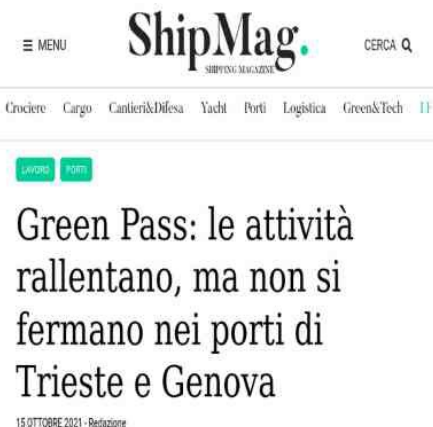 ≡ MENU ShipMag. CERCA
SHIPPING MAGAZINE
Crociere Cargo Cantieri&Difesa Yacht Porti Logistica Green&Tech
LAVORO PORTI
Green Pass: le attività
rallentano, ma non si
fermano nei porti di
Trieste e Genova
15 OTTOBRE 2021 - Redazione